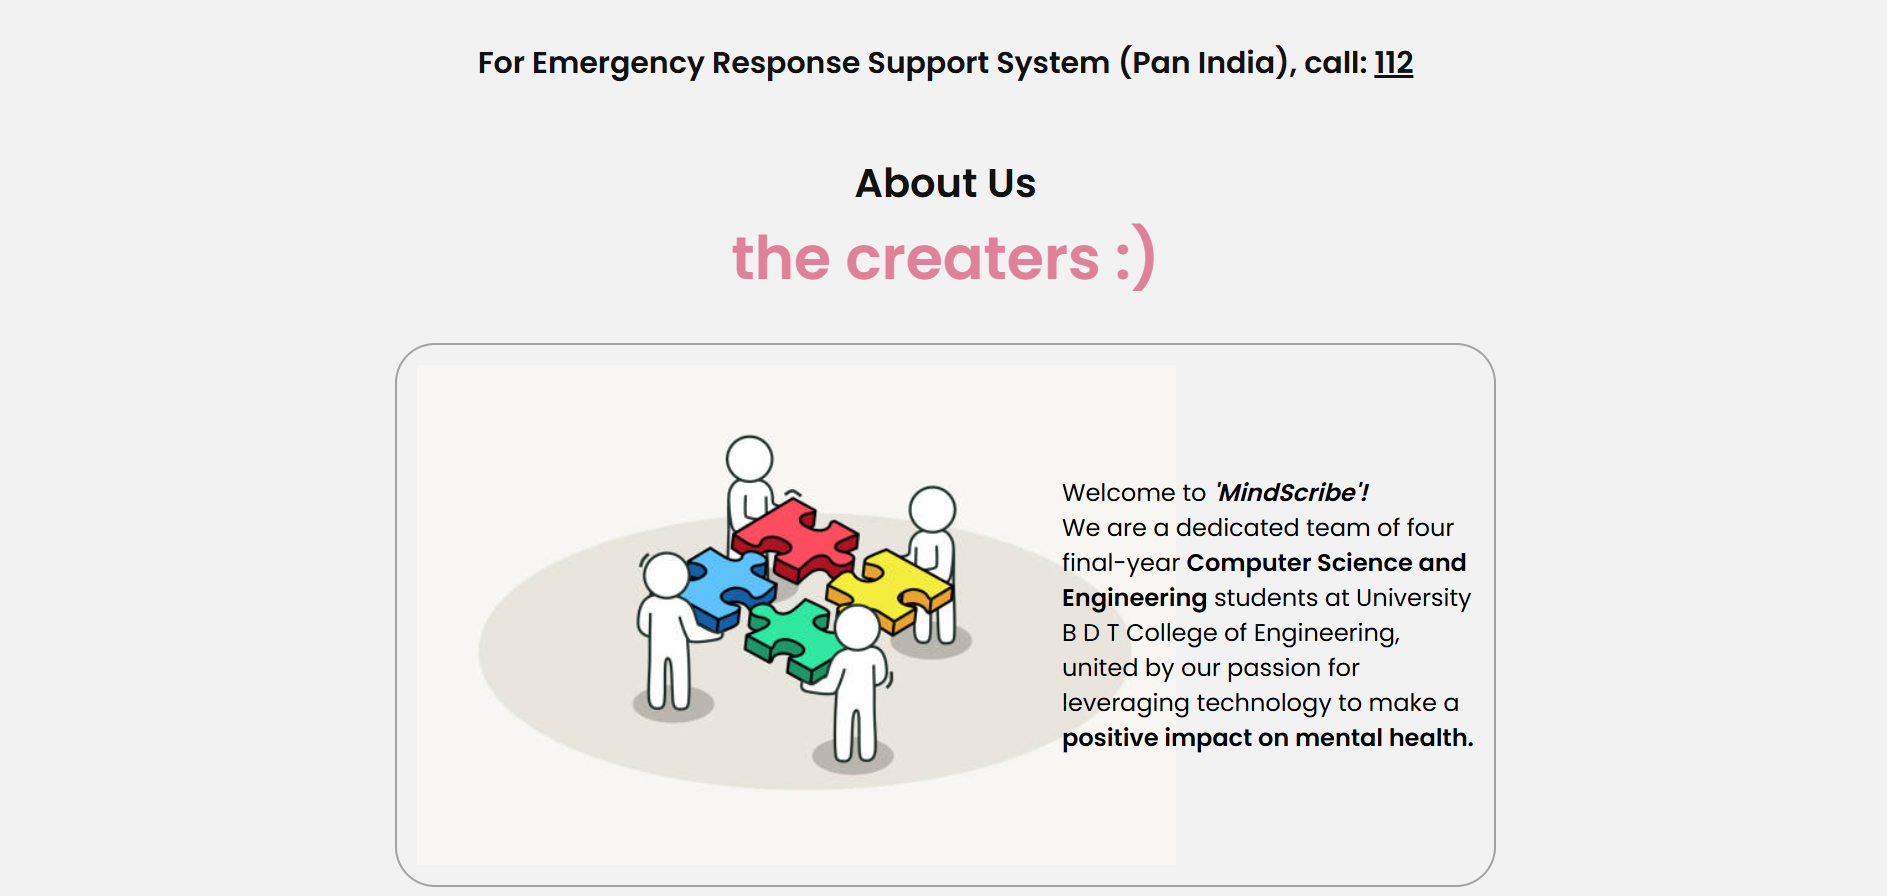 For Emergency Response Support System (Pan India), call: 112
About Us
the creaters :)
Welcome to 'MindScribe'!
We are a dedicated team of four
final-year Computer Science and
Engineering students at University
B D T College of Engineering,
united by our passion for
leveraging technology to make a
positive impact on mental health.